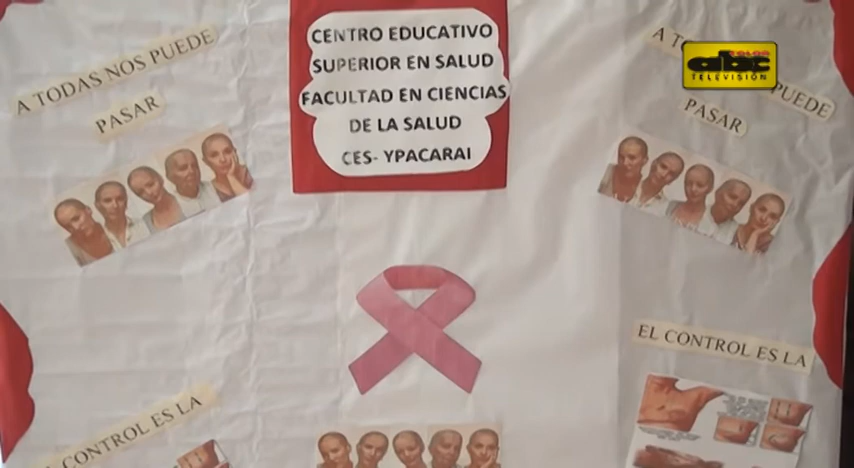 A TODAS NOS PUEDE
PASAR
CENTRO EDUCATIVO
SUPERIOR EN SALUD
FACULTAD EN CIENCIAS
DE LA SALUD
CES- YPACARAI
A PUEDE
PASAR
COLOR
abc
TELEVISIÓN
EL CONTROL ES LA
CONTROL ES LA